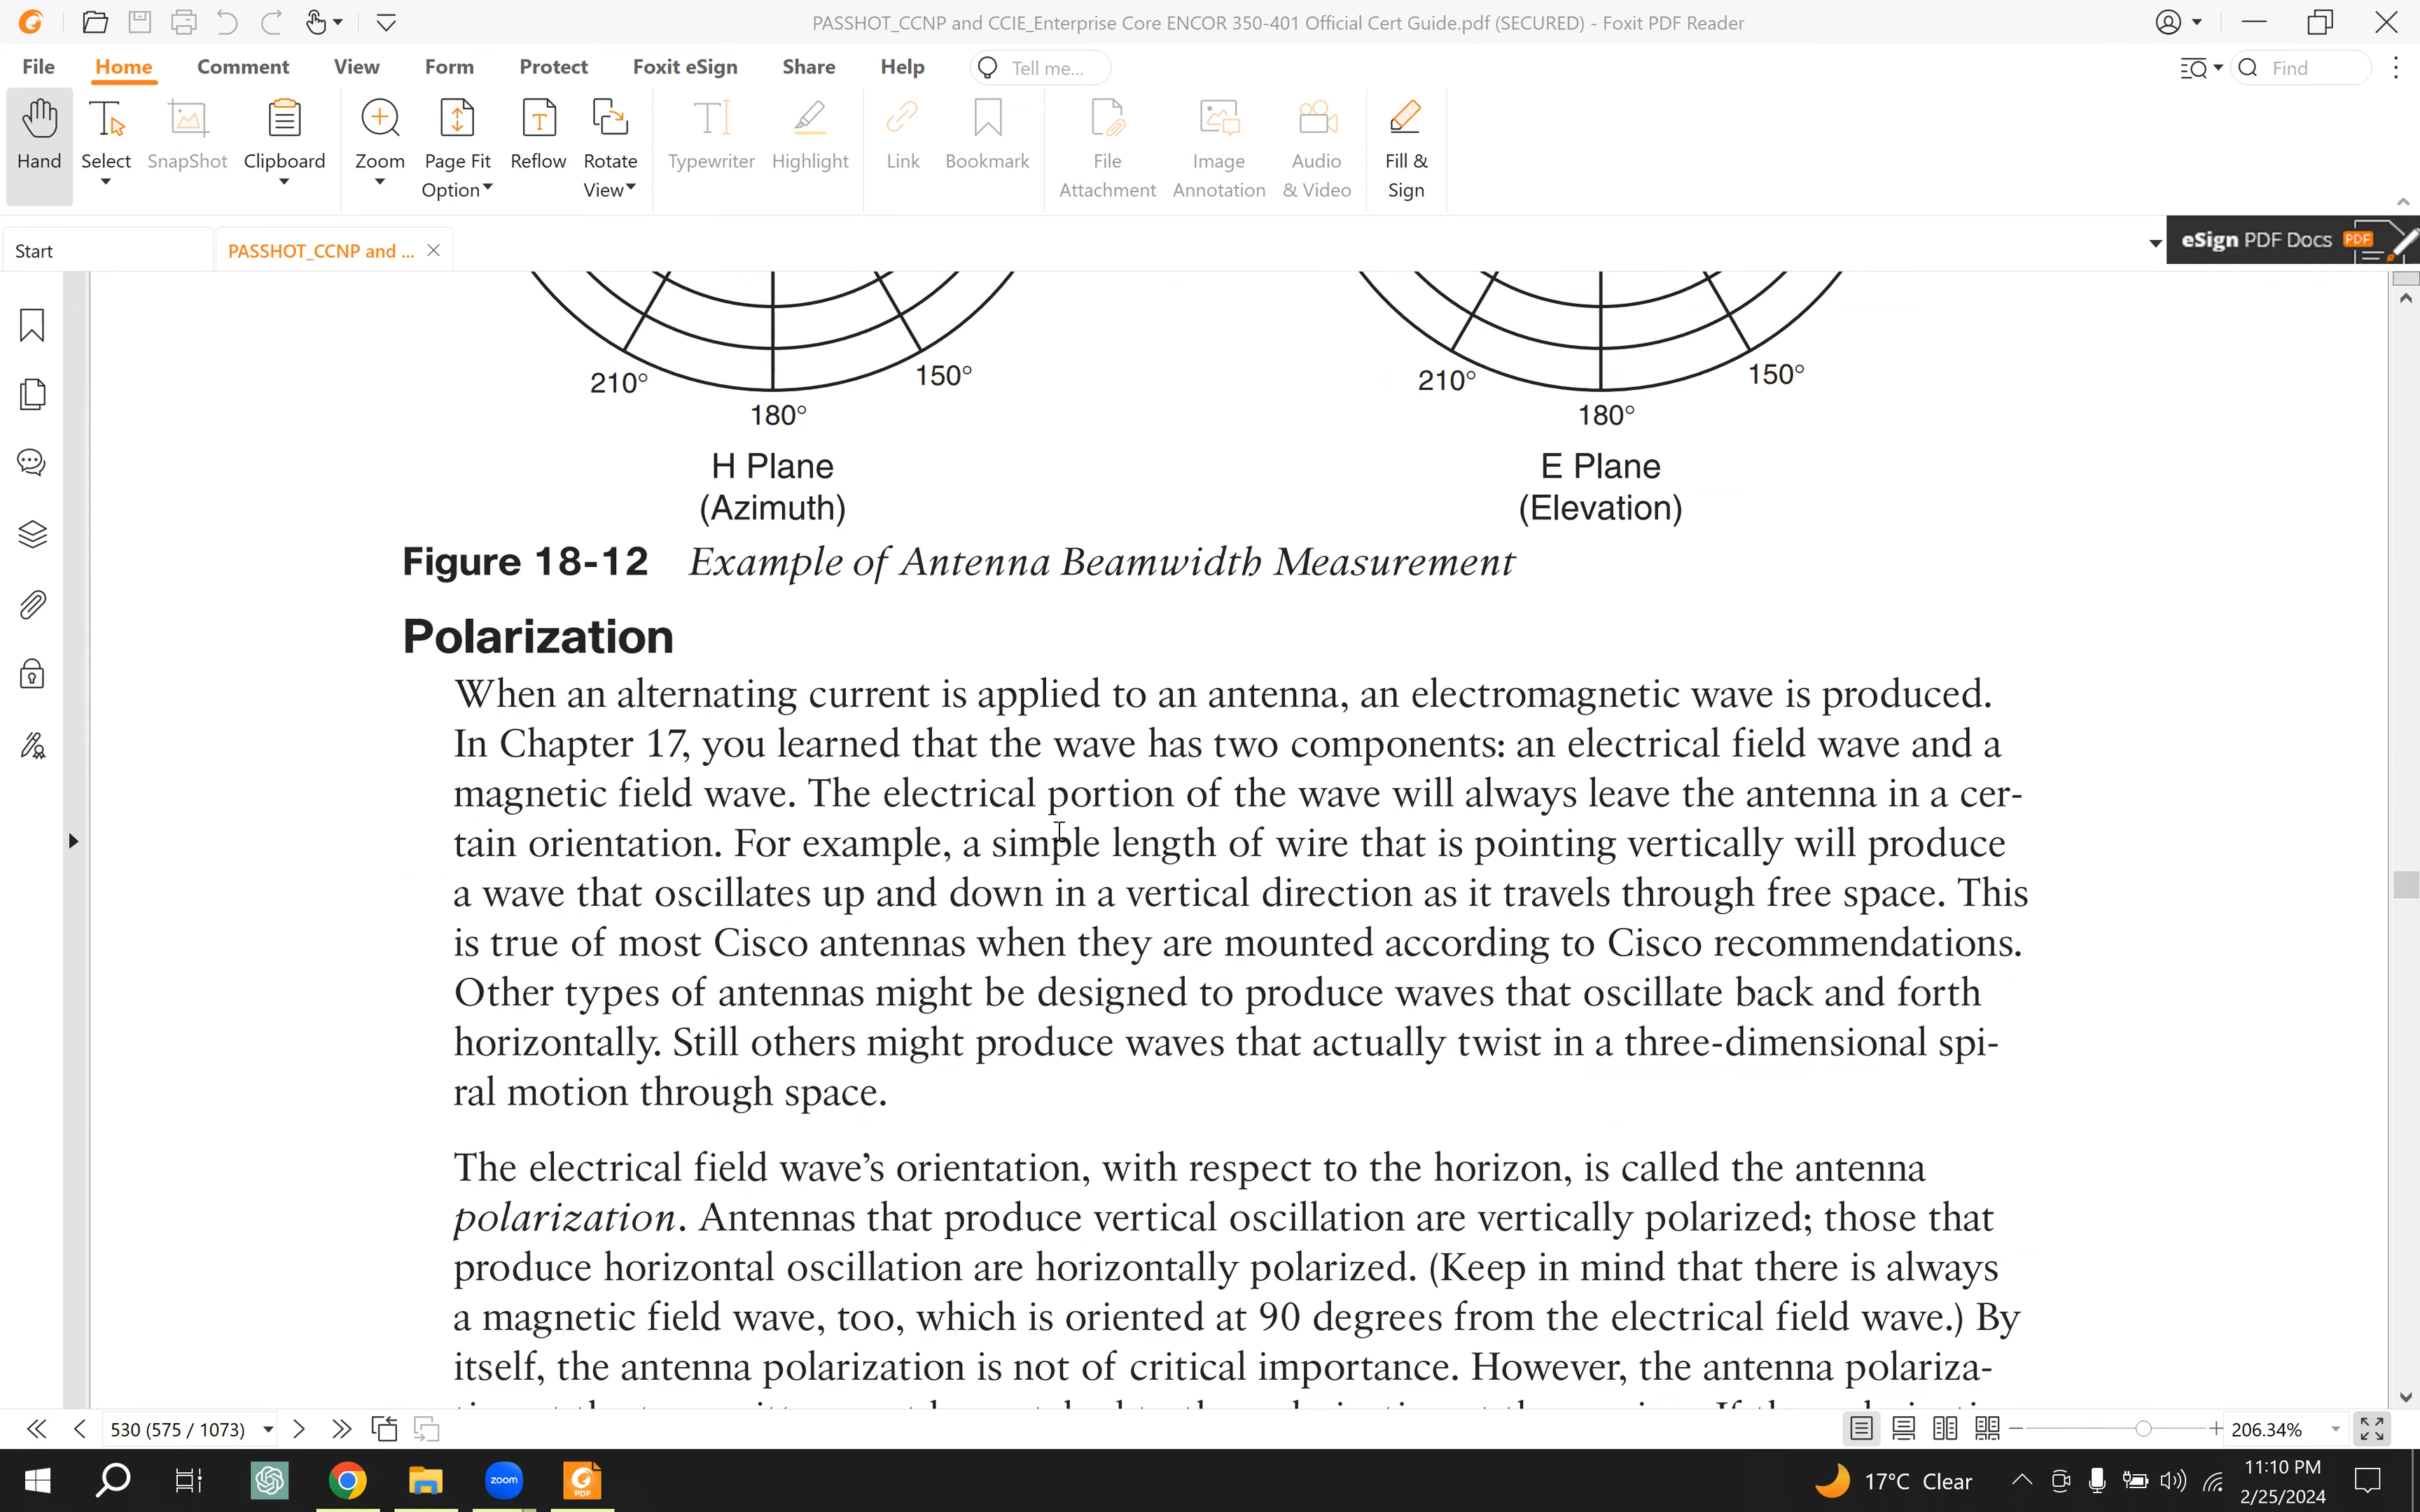 PASSHOT_CCNP and CCIE_Enterprise Core ENCOR 350-401 Official Cert Guide.pdf (SECURED) - Foxit PDF Reader
File Home Comment View Form Protect Foxit eSign Share Help Tell me... Find
Hand Select SnapShot Clipboard Zoom Page Fit Option Reflow Rotate View Typewriter Highlight Link Bookmark File Attachment Image Annotation Audio & Video Fill & Sign
Start PASSHOT_CCNP and ... eSign PDF Docs PDF
210° 150° 210° 150°
180° 180°
H Plane E Plane
(Azimuth) (Elevation)
Figure 18-12 Example of Antenna Beamwidth Measurement
Polarization
When an alternating current is applied to an antenna, an electromagnetic wave is produced.
In Chapter 17, you learned that the wave has two components: an electrical field wave and a
magnetic field wave. The electrical portion of the wave will always leave the antenna in a cer-
tain orientation. For example, a simple length of wire that is pointing vertically will produce
a wave that oscillates up and down in a vertical direction as it travels through free space. This
is true of most Cisco antennas when they are mounted according to Cisco recommendations.
Other types of antennas might be designed to produce waves that oscillate back and forth
horizontally. Still others might produce waves that actually twist in a three-dimensional spi-
ral motion through space.
The electrical field wave's orientation, with respect to the horizon, is called the antenna
polarization. Antennas that produce vertical oscillation are vertically polarized; those that
produce horizontal oscillation are horizontally polarized. (Keep in mind that there is always
a magnetic field wave, too, which is oriented at 90 degrees from the electrical field wave.) By
itself, the antenna polarization is not of critical importance. However, the antenna polariza-
530 (575 / 1073) 206.34%
zoom PDF 17°C Clear 11:10 PM
2/25/2024